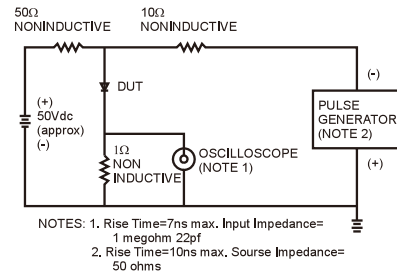 50Ω
NONINDUCTIVE
10Ω
NONINDUCTIVE
DUT
(+)
50Vdc
(approx)
(-)
(-)
PULSE
GENERATOR
(NOTE 2)
(+)
1Ω
NON
INDUCTIVE
OSCILLOSCOPE
(NOTE 1)
NOTES: 1. Rise Time=7ns max. Input Impedance=
1 megohm 22pf
2. Rise Time=10ns max. Sourse Impedance=
50 ohms